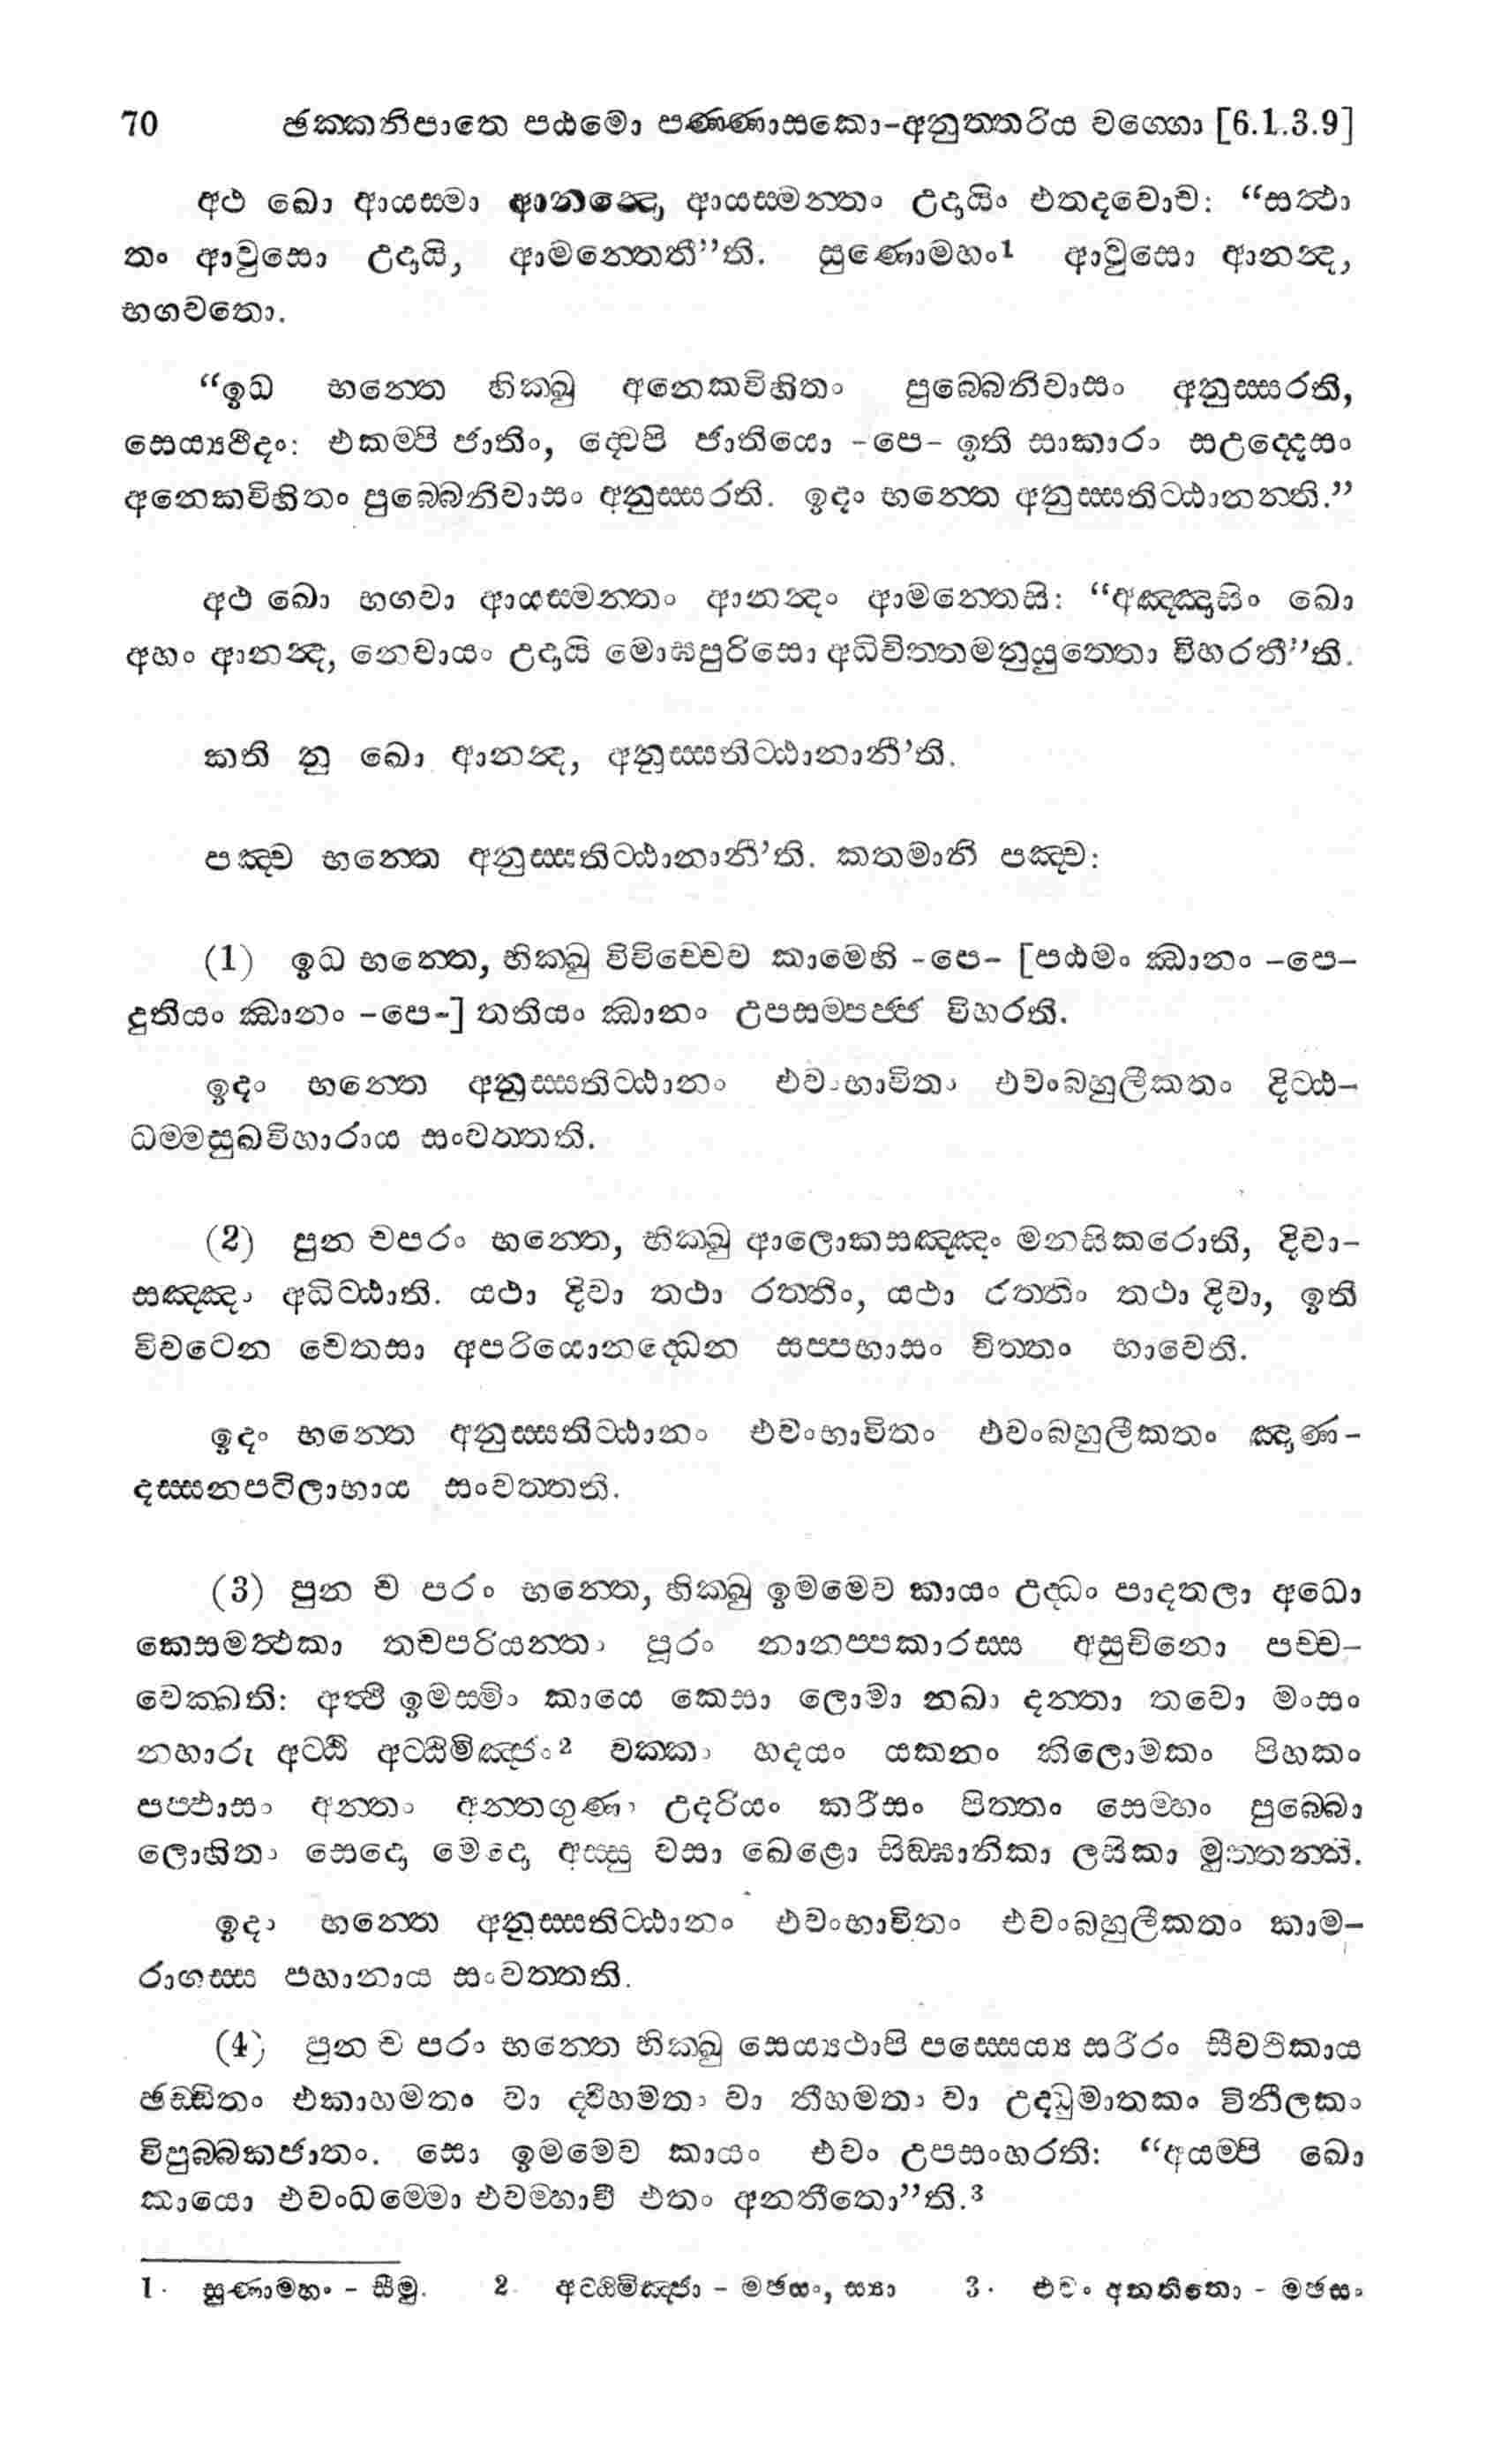 70 ඡක්කනිපාතෙ පඨමො පණ්ණාසකො-අනුත්තරිය වග්ගො [6.1.3.9]
අථ ඛො ආයස්මා ආනන්දො, ආයස්මන්තං උදායිං එතදවොච: “සත්ථා
තං ආවුසො උදායි, ආමන්තෙතී”ති. සුණොමහං1 ආවුසො ආනන්ද,
භගවතො.
“ඉධ භන්තෙ භික්ඛු අනෙකවිහිතං පුබ්බෙනිවාසං අනුස්සරති,
සෙය්‍යථීදං: එකම්පි ජාතිං, ද්වෙපි ජාතියො -පෙ- ඉති සාකාරං සඋද්දෙසං
අනෙකවිහිතං පුබ්බෙනිවාසං අනුස්සරති. ඉදං භන්තෙ අනුස්සතිට්ඨානන්ති.”
අථ ඛො භගවා ආයස්මන්තං ආනන්දං ආමන්තෙසි: “අඤ්ඤාසිං ඛො
අහං ආනන්ද, නෙවායං උදායි මොඝපුරිසො අධිචිත්තමනුයුත්තො විහරතී”ති.
කති නු ඛො ආනන්ද, අනුස්සතිට්ඨානානී’ති.
පඤ්ච භන්තෙ අනුස්සතිට්ඨානානී’ති. කතමානි පඤ්ච:
(1) ඉධ භන්තෙ, භික්ඛු විවිච්චෙව කාමෙහි -පෙ- [පඨමං ඣානං -පෙ-
දුතියං ඣානං -පෙ-] තතියං ඣානං උපසම්පජ්ජ විහරති.
ඉදං භන්තෙ අනුස්සතිට්ඨානං එවංභාවිතං එවංබහුලීකතං දිට්ඨ-
ධම්මසුඛවිහාරාය සංවත්තති.
(2) පුන චපරං භන්තෙ, භික්ඛු ආලොකසඤ්ඤං මනසිකරොති, දිවා-
සඤ්ඤං අධිට්ඨාති. යථා දිවා තථා රත්තිං, යථා රත්තිං තථා දිවා, ඉති
විවටෙන චෙතසා අපරියොනද්ධෙන සප්පභාසං චිත්තං භාවෙති.
ඉදං භන්තෙ අනුස්සතිට්ඨානං එවංභාවිතං එවංබහුලීකතං ඤාණ-
දස්සනපටිලාභාය සංවත්තති.
(3) පුන ච පරං භන්තෙ, භික්ඛු ඉමමෙව කායං උද්ධං පාදතලා අධො
කෙසමත්ථකා තචපරියන්තං පූරං නානප්පකාරස්ස අසුචිනො පච්ච-
වෙක්ඛති: අත්ථි ඉමස්මිං කායෙ කෙසා ලොමා නඛා දන්තා තචො මංසං
නහාරු අට්ඨි අට්ඨිමිඤ්ජං2 වක්කං හදයං යකනං කිලොමකං පිහකං
පප්ඵාසං අන්තං අන්තගුණං උදරියං කරීසං පිත්තං සෙම්හං පුබ්බො
ලොහිතං සෙදො මෙදො අස්සු වසා ඛෙළො සිඞ්ඝානිකා ලසිකා මුත්තන්ති.
ඉදං භන්තෙ අනුස්සතිට්ඨානං එවංභාවිතං එවංබහුලීකතං කාම-
රාගස්ස පහානාය සංවත්තති.
(4) පුන ච පරං භන්තෙ භික්ඛු සෙය්‍යථාපි පස්සෙය්‍ය සරීරං සීවථිකාය
ඡඩ්ඩිතං එකාහමතං වා ද්වීහමතං වා තීහමතං වා උද්ධුමාතකං විනීලකං
විපුබ්බකජාතං. සො ඉමමෙව කායං එවං උපසංහරති: “අයම්පි ඛො
කායො එවංධම්මො එවම්භාවී එතං අනතීතො”ති.3
1. සුණාමහං - සීමු. 2. අට්ඨිමිඤ්ජා - මඡසං, ස්‍යා 3. එවං අනතීතො - මඡසං